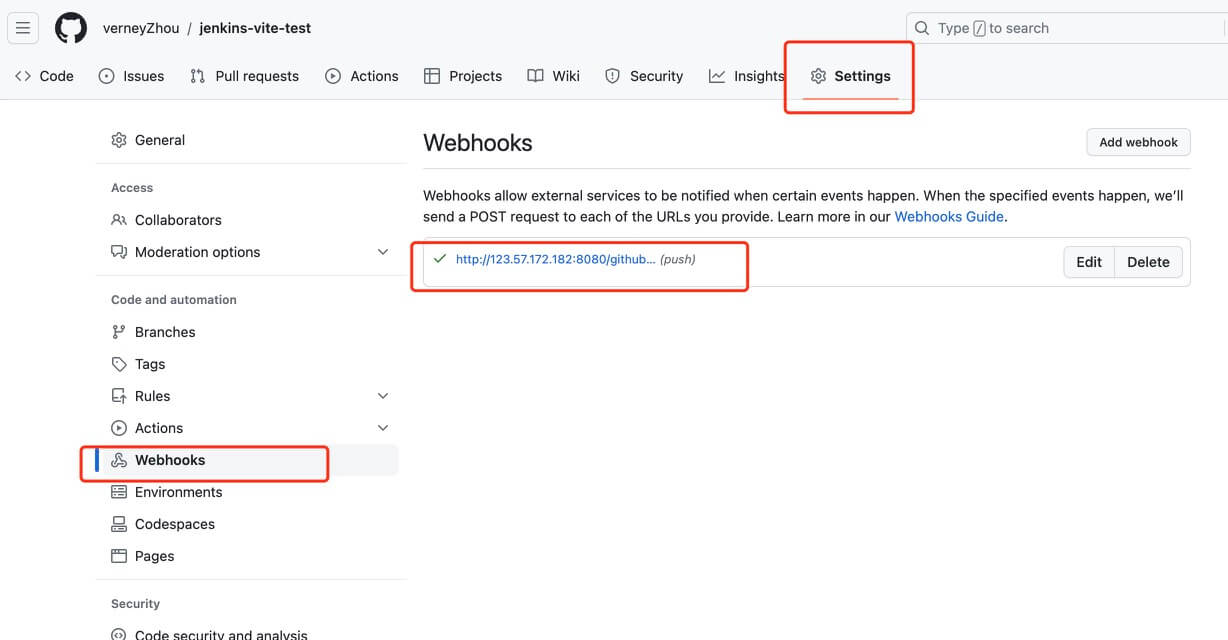 verneyZhou / jenkins-vite-test
Type / to search
Code Issues Pull requests Actions Projects Wiki Security Insights Settings
General
Access
Collaborators
Moderation options
Code and automation
Branches
Tags
Rules
Actions
Webhooks
Environments
Codespaces
Pages
Security
Code security and analysis
Webhooks
Add webhook
Webhooks allow external services to be notified when certain events happen. When the specified events happen, we’ll
send a POST request to each of the URLs you provide. Learn more in our Webhooks Guide.
http://123.57.172.182:8080/github... (push)
Edit Delete